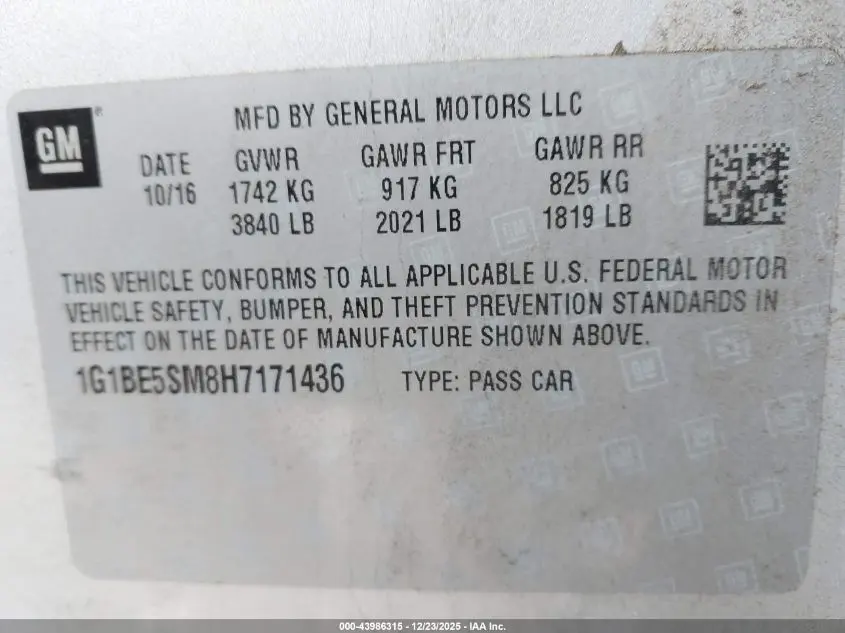 GM
MFD BY GENERAL MOTORS LLC
DATE GVWR GAWR FRT GAWR RR
10/16 1742 KG 917 KG 825 KG
3840 LB 2021 LB 1819 LB
THIS VEHICLE CONFORMS TO ALL APPLICABLE U.S. FEDERAL MOTOR
VEHICLE SAFETY, BUMPER, AND THEFT PREVENTION STANDARDS IN
EFFECT ON THE DATE OF MANUFACTURE SHOWN ABOVE.
1G1BE5SM8H7171436 TYPE: PASS CAR
000-43986315 - 12/23/2025 - IAA Inc.